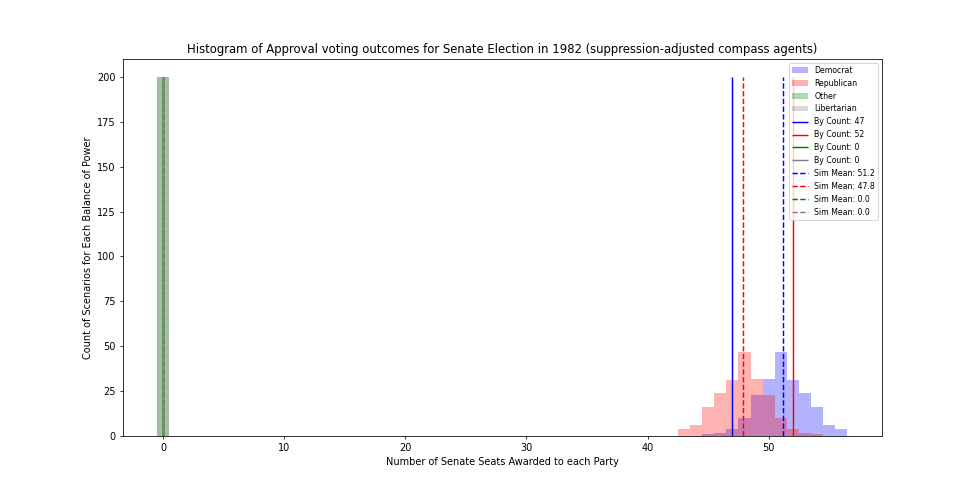 Histogram of Approval voting outcomes for Senate Election in 1982 (suppression-adjusted compass agents)
Count of Scenarios for Each Balance of Power
200
175
150
125
100
75
50
25
0
Democrat
Republican
Other
Libertarian
By Count: 47
By Count: 52
By Count: 0
By Count: 0
Sim Mean: 51.2
Sim Mean: 47.8
Sim Mean: 0.0
Sim Mean: 0.0
0 10 20 30 40 50
Number of Senate Seats Awarded to each Party